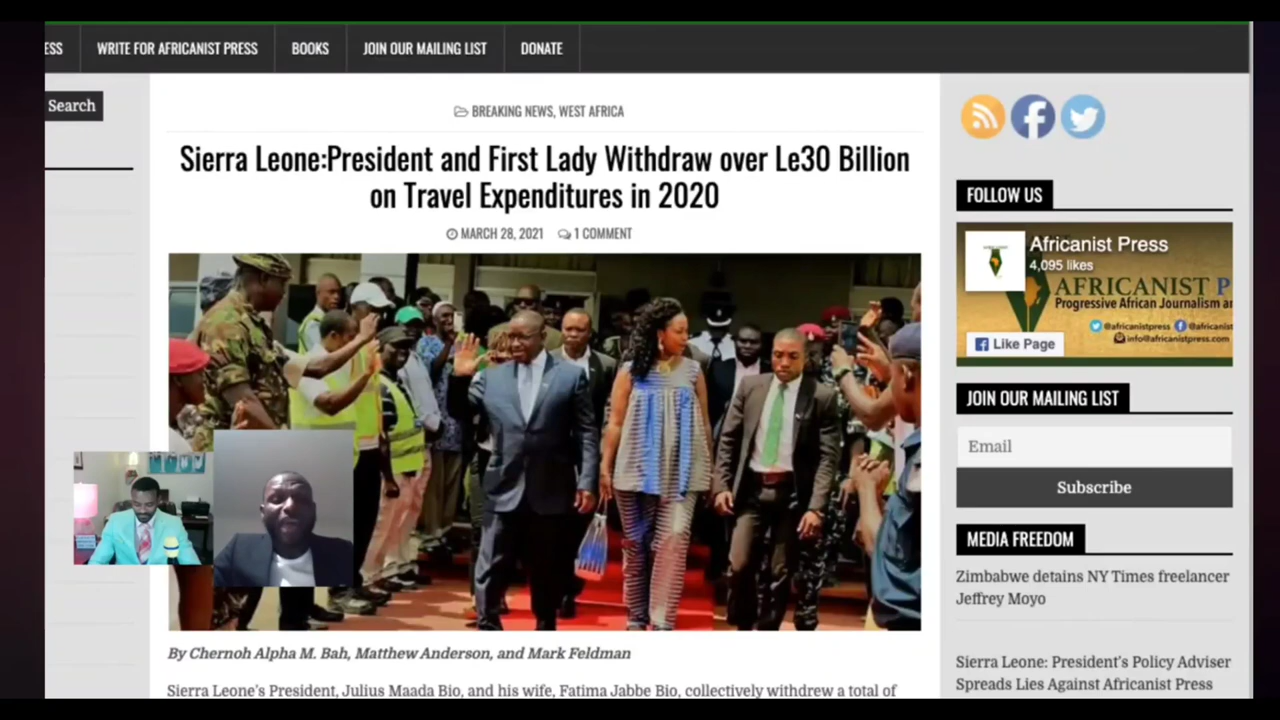 ESS
WRITE FOR AFRICANIST PRESS
BOOKS
JOIN OUR MAILING LIST
DONATE
Search
BREAKING NEWS, WEST AFRICA
Sierra Leone:President and First Lady Withdraw over Le30 Billion
on Travel Expenditures in 2020
MARCH 28, 2021
1 COMMENT
By Chernoh Alpha M. Bah, Matthew Anderson, and Mark Feldman
Sierra Leone's President, Julius Maada Bio, and his wife, Fatima Jabbe Bio, collectively withdrew a total of
FOLLOW US
Africanist Press
4,095 likes
AFRICANIST P
Progressive African Journalism an
@africanistpress
@africanist
info@africanistpress.com
Like Page
JOIN OUR MAILING LIST
Email
Subscribe
MEDIA FREEDOM
Zimbabwe detains NY Times freelancer
Jeffrey Moyo
Sierra Leone: President's Policy Adviser
Spreads Lies Against Africanist Press